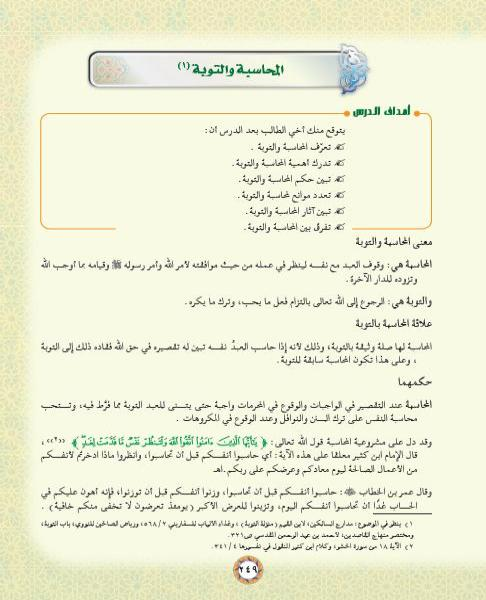 المحاسبة والتوبة (١)
أهداف الدرس
يتوقع منك أخي الطالب بعد الدرس أن:
تعرّف المحاسبة والتوبة .
تدرك أهمية المحاسبة والتوبة.
تبين حكم المحاسبة والتوبة.
تعدد موانع المحاسبة والتوبة.
تبين آثار المحاسبة والتوبة.
تفرق بين المحاسبة والتوبة.
معنى المحاسبة والتوبة
المحاسبة هي: وقوف العبد مع نفسه لينظر في عمله من حيث موافقته لأمر الله وأمر رسوله ﷺ وقيامه بما أوجب الله
وتزوده للدار الآخرة.
والتوبة هي: الرجوع إلى الله تعالى بالتزام فعل ما يحب، وترك ما يكره.
علاقة المحاسبة بالتوبة
المحاسبة لها صلة وثيقة بالتوبة، وذلك لأنه إذا حاسب العبدُ نفسه تبين له تقصيره في حق الله فقاده ذلك إلى التوبة
، وعلى هذا تكون المحاسبة سابقة للتوبة.
حكمهما
المحاسبة عند التقصير في الواجبات والوقوع في المحرمات واجبة حتى يتسنى للعبد التوبة مما فرَّط فيه، وتستحب
محاسبة النفس على ترك السنن والنوافل وعند الوقوع في المكروهات .
وقد دل على مشروعية المحاسبة قول الله تعالى: ﴿ يَٰٓأَيُّهَا ٱلَّذِينَ ءَامَنُوا۟ ٱتَّقُوا۟ ٱللَّهَ وَلْتَنظُرْ نَفْسٌ مَّا قَدَّمَتْ لِغَدٍ ﴾ «٢»،
قال الإمام ابن كثير معلقا على هذه الآية: أي حاسبوا أنفسكم قبل أن تحاسبوا، وانظروا ماذا ادخرتم لأنفسكم
من الأعمال الصالحة ليوم معادكم وعرضكم على ربكم.اهـ
وقال عمر بن الخطاب ﵁: حاسبوا أنفسكم قبل أن تحاسبوا، وزنوا أنفسكم قبل أن توزنوا، فإنه أهون عليكم في
الحساب غدًا أن تحاسبوا أنفسكم اليوم، وتزينوا للعرض الأكبر (يومئذ تعرضون لا تخفى منكم خافية).
١) ينظر في الموضوع: مدارج السالكين، لابن القيم (منزلة التوبة)، وغذاء الألباب للسفاريني ٢ /٥٦٨، ورياض الصالحين للنووي، باب التوبة،
ومختصر منهاج القاصدين، لأحمد بن عبد الرحمن المقدسي ص٣٢١.
٢) الآية ١٨ من سورة الحشر، وكلام ابن كثير المنقول في تفسيرها ٤ /٣٤١
٢٤٩